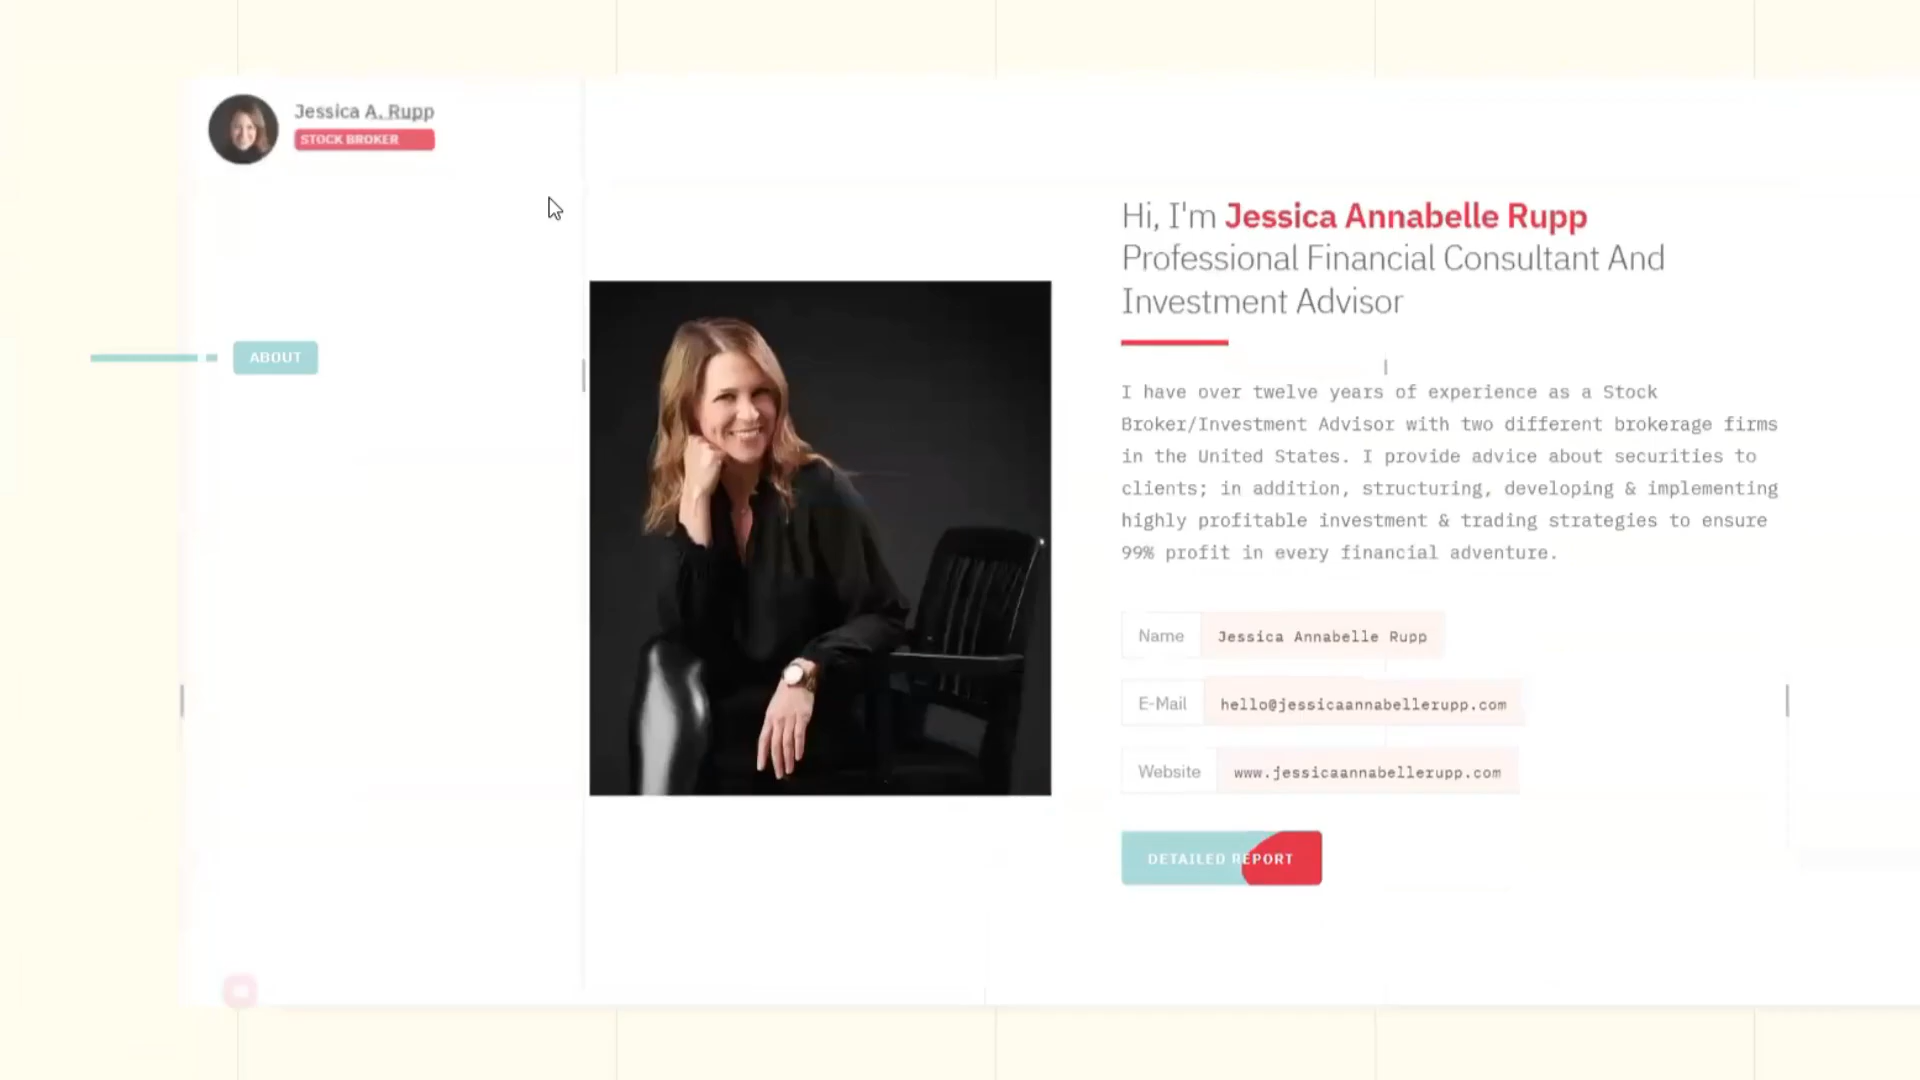 Jessica A. Rupp
STOCK BROKER
Hi, I'm Jessica Annabelle Rupp
Professional Financial Consultant And
Investment Advisor
ABOUT
I have over twelve years of experience as a Stock
Broker/Investment Advisor with two different brokerage firms
in the United States. I provide advice about securities to
clients; in addition, structuring, developing & implementing
highly profitable investment & trading strategies to ensure
99% profit in every financial adventure.
Name Jessica Annabelle Rupp
E-Mail hello@jessicaannabellerupp.com
Website www.jessicaannabellerupp.com
DETAILED REPORT